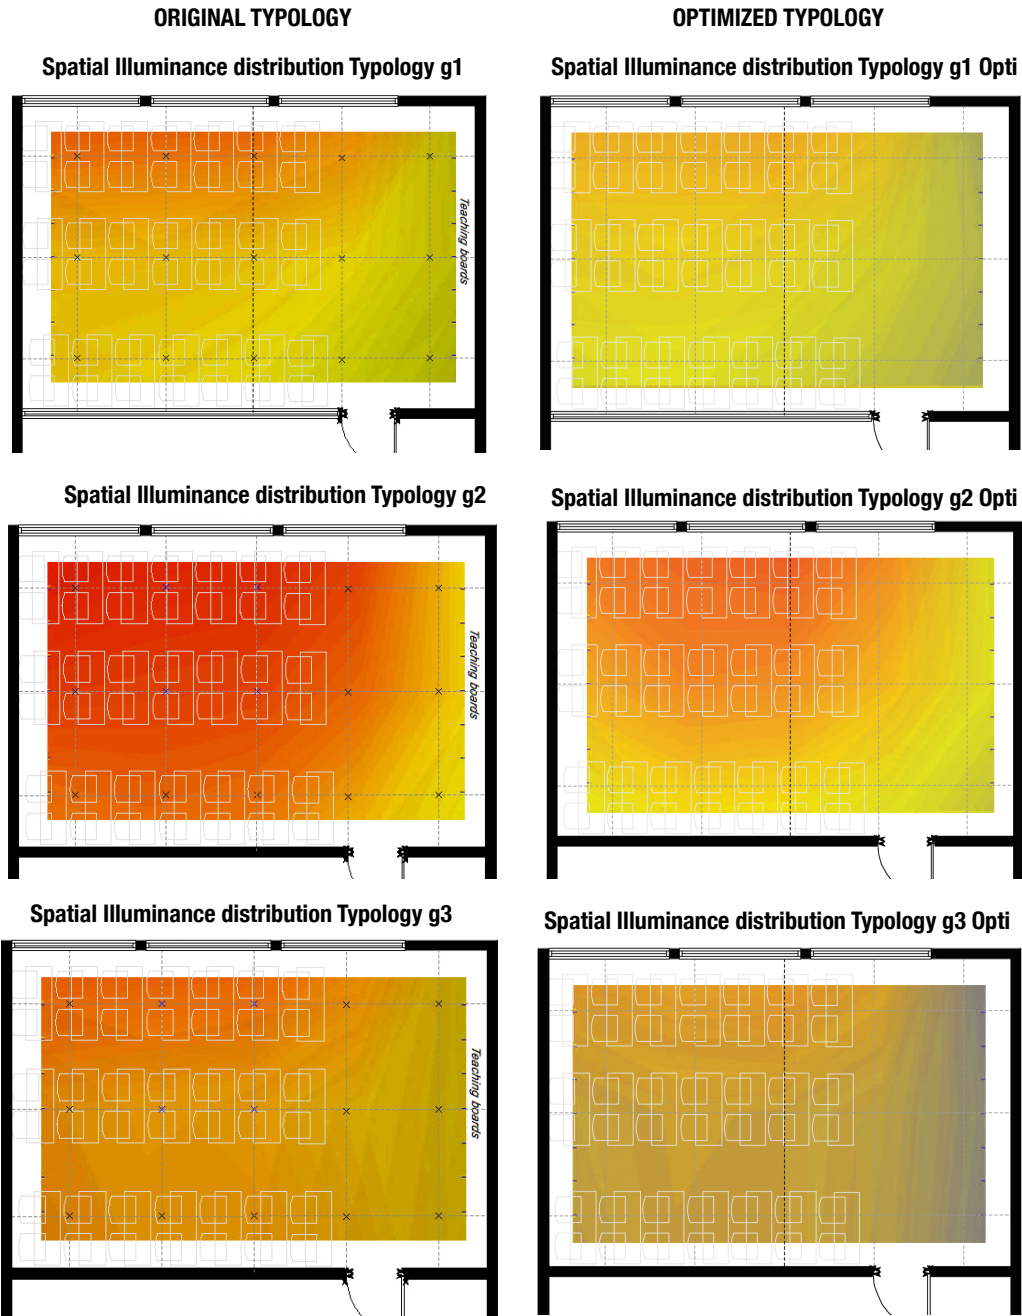 ORIGINAL TYPOLOGY
OPTIMIZED TYPOLOGY
Spatial Illuminance distribution Typology g1
Spatial Illuminance distribution Typology g1 Opti
Teaching boards
Spatial Illuminance distribution Typology g2
Spatial Illuminance distribution Typology g2 Opti
Teaching boards
Spatial Illuminance distribution Typology g3
Spatial Illuminance distribution Typology g3 Opti
Teaching boards